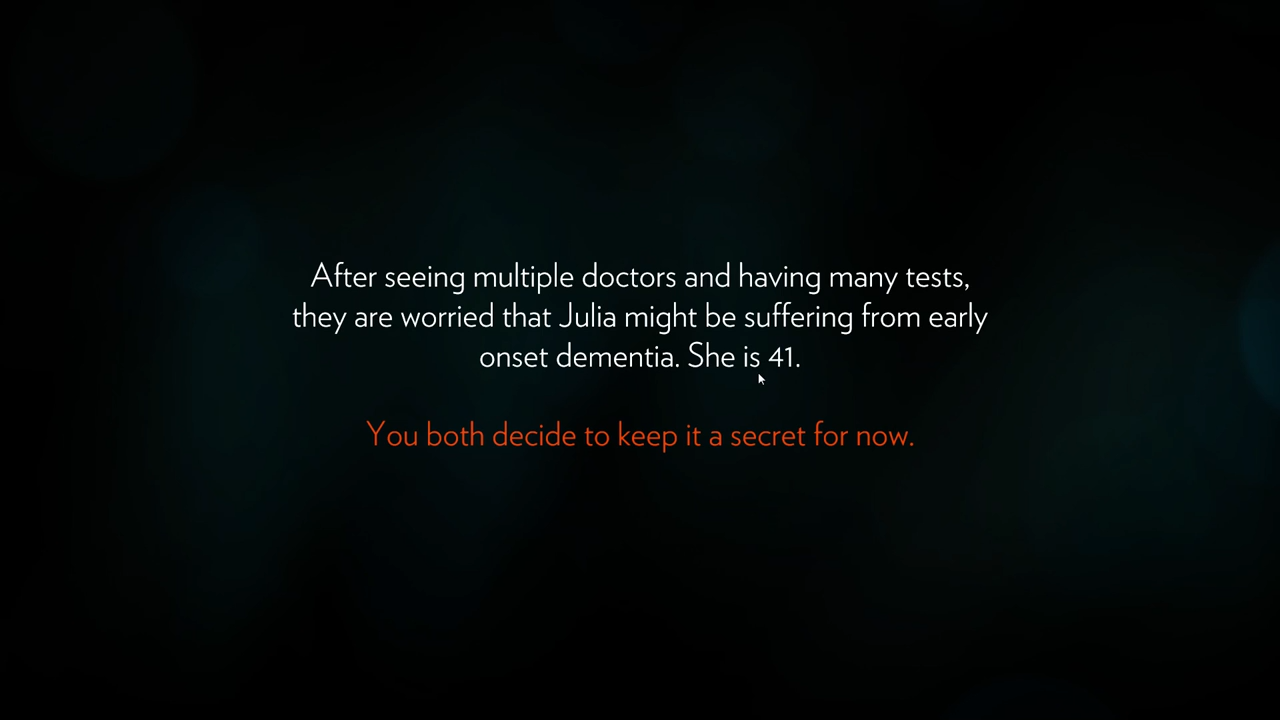 After seeing multiple doctors and having many tests,
they are worried that Julia might be suffering from early
onset dementia. She is 41.
You both decide to keep it a secret for now.